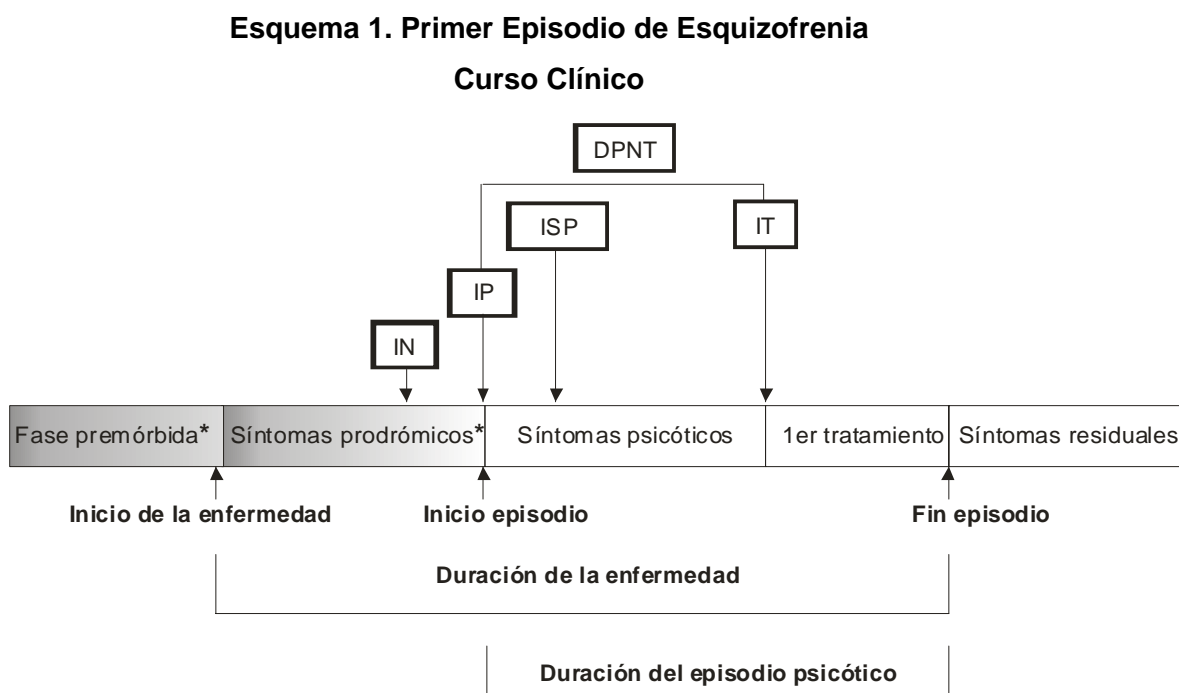 Esquema 1. Primer Episodio de Esquizofrenia
Curso Clínico
DPNT
ISP
IT
IP
IN
Fase premórbida*
Síntomas prodrómicos*
Síntomas psicóticos
1er tratamiento
Síntomas residuales
Inicio de la enfermedad
Inicio episodio
Fin episodio
Duración de la enfermedad
Duración del episodio psicótico